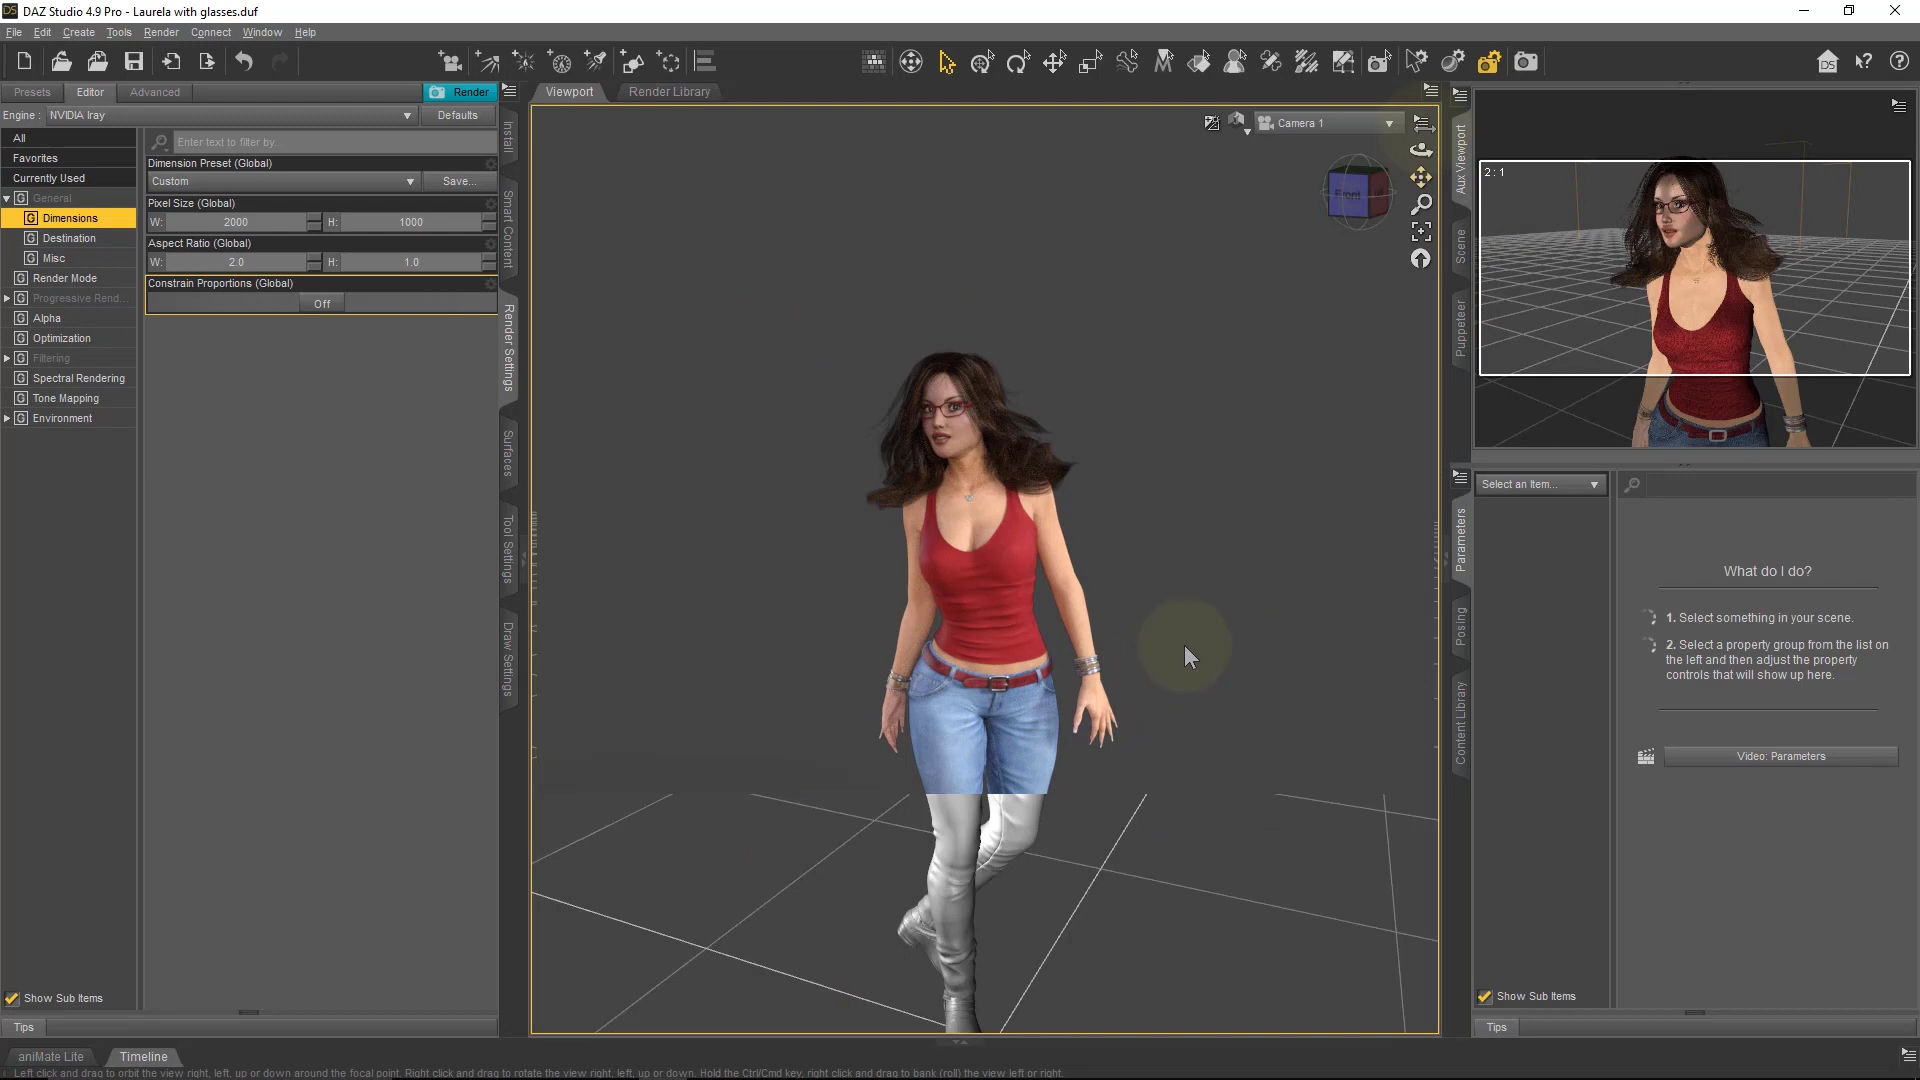 DS DAZ Studio 4.9 Pro - Laurela with glasses.duf
File Edit Create Tools Render Connect Window Help
Presets Editor Advanced Render
Engine : NVIDIA Iray Defaults
All
Favorites
Currently Used
G General
G Dimensions
G Destination
G Misc
G Render Mode
G Progressive Rend...
G Alpha
G Optimization
G Filtering
G Spectral Rendering
G Tone Mapping
G Environment
Show Sub Items
Tips
Enter text to filter by...
Dimension Preset (Global)
Custom Save...
Pixel Size (Global)
W: 2000 H: 1000
Aspect Ratio (Global)
W: 2.0 H: 1.0
Constrain Proportions (Global)
Off
Install
Smart Content
Render Settings
Surfaces
Tool Settings
Draw Settings
Viewport Render Library
Camera 1
Front
Aux Viewport
Scene
Puppeteer
2 : 1
Parameters
Posing
Content Library
Select an Item...
What do I do?
1. Select something in your scene.
2. Select a property group from the list on
the left and then adjust the property
controls that will show up here.
Video: Parameters
Show Sub Items
Tips
aniMate Lite Timeline
Left click and drag to orbit the view right, left, up or down around the focal point. Right click and drag to rotate the view right, left, up or down. Hold the Ctrl/Cmd key, right click and drag to bank (roll) the view left or right.